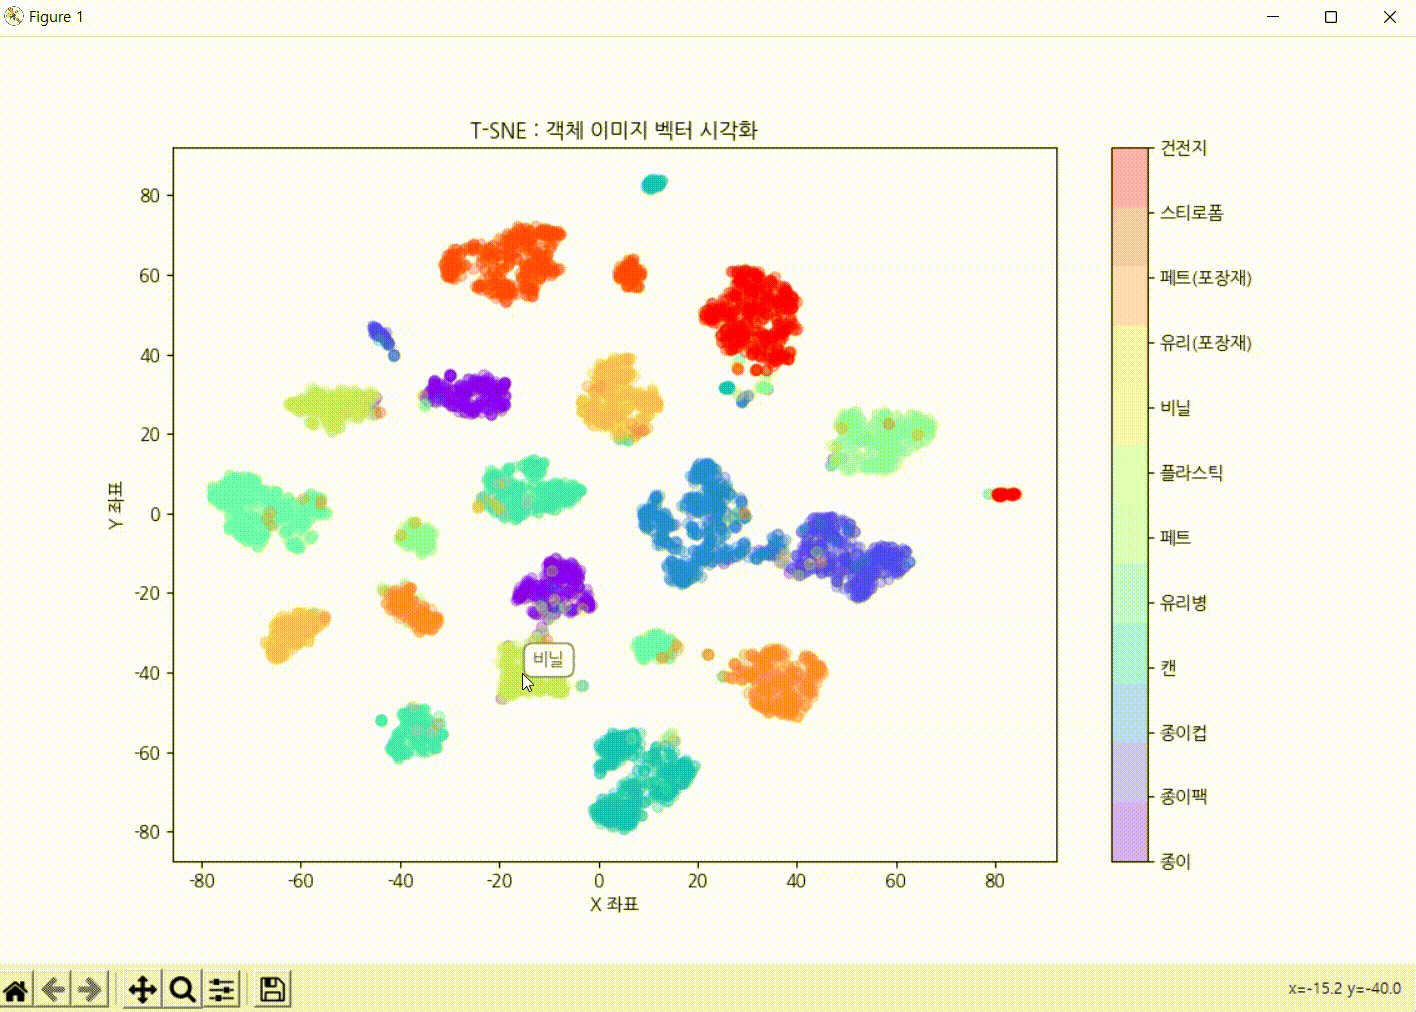 Figure 1
T-SNE : 객체 이미지 벡터 시각화
80
60
40
20
0
-20
-40
-60
-80
Y 좌표
-80 -60 -40 -20 0 20 40 60 80
X 좌표
비닐
건전지
스티로폼
페트(포장재)
유리(포장재)
비닐
플라스틱
페트
유리병
캔
종이컵
종이팩
종이
x=-15.2 y=-40.0